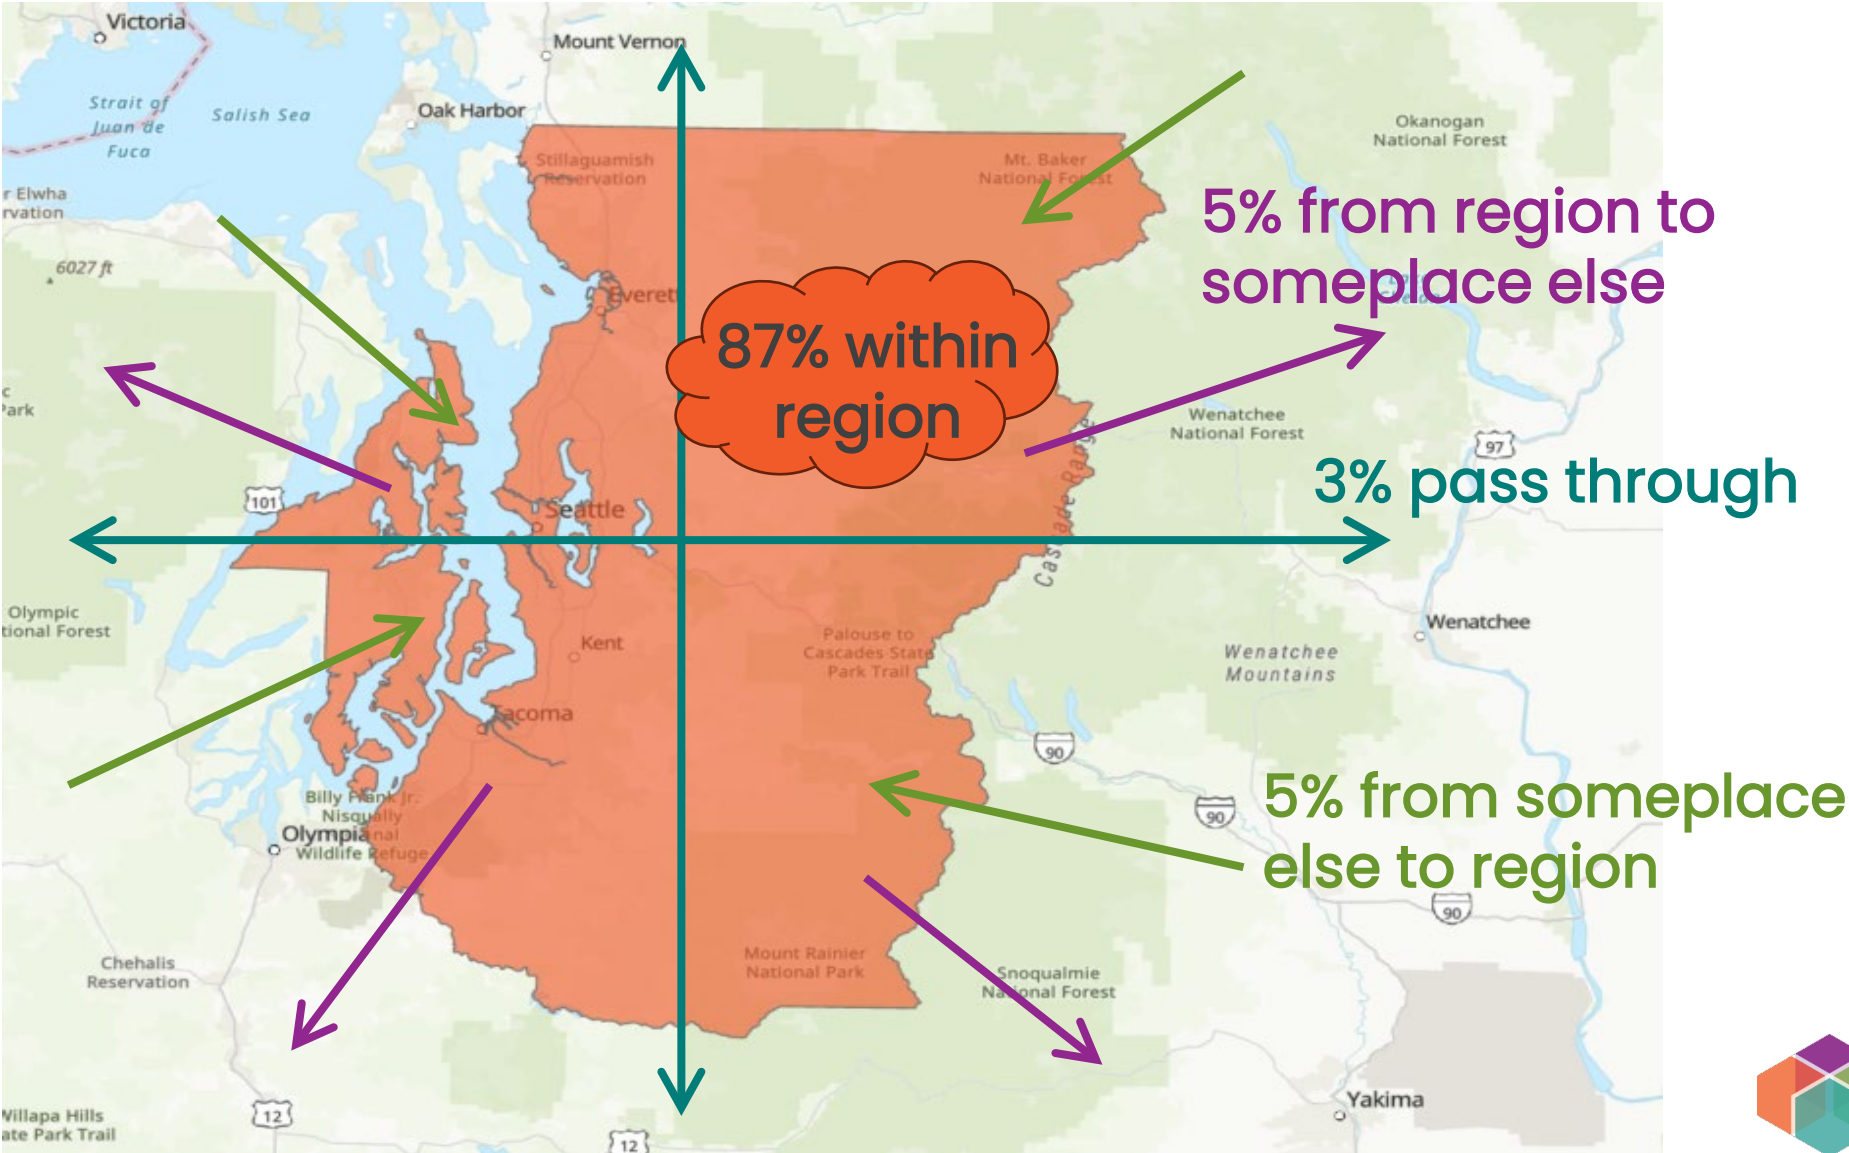 Victoria
Mount Vernon
Strait of
Juan de
Fuca
Salish Sea
Oak Harbor
Okanogan
National Forest
Stillaguamish
Reservation
Mt. Baker
National Forest
r Elwha
rvation
5% from region to
someplace else
6027 ft
Everett
87% within
region
c
Park
Wenatchee
National Forest
97
3% pass through
101
Seattle
Cascade Range
Olympic
tional Forest
Kent
Palouse to
Cascades State
Park Trail
Wenatchee
Wenatchee
Mountains
Tacoma
90
5% from someplace
else to region
90
Billy Frank Jr.
Nisqually
nal
Wildlife Refuge
Olympia
90
Chehalis
Reservation
Mount Rainier
National Park
Snoqualmie
National Forest
Yakima
Willapa Hills
ate Park Trail
12
12